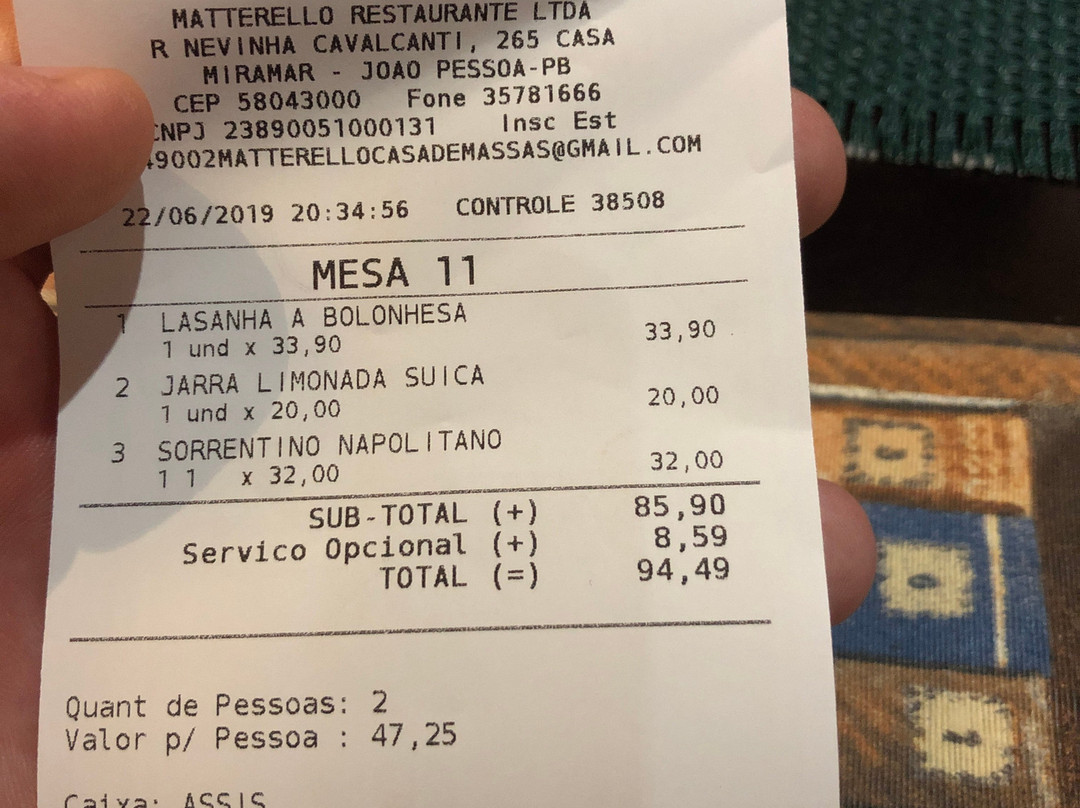 MATTERELLO RESTAURANTE LTDA
R NEVINHA CAVALCANTI, 265 CASA
MIRAMAR - JOAO PESSOA-PB
CEP 58043000 Fone 35781666
CNPJ 23890051000131 Insc Est
49002MATTERELLOCASADEMASSAS@GMAIL.COM
22/06/2019 20:34:56 CONTROLE 38508
MESA 11
1 LASANHA A BOLONHESA
1 und x 33,90 33,90
2 JARRA LIMONADA SUICA
1 und x 20,00 20,00
3 SORRENTINO NAPOLITANO
1 1 x 32,00 32,00
SUB-TOTAL (+) 85,90
Servico Opcional (+) 8,59
TOTAL (=) 94,49
Quant de Pessoas: 2
Valor p/ Pessoa : 47,25
Caixa: ASSIS